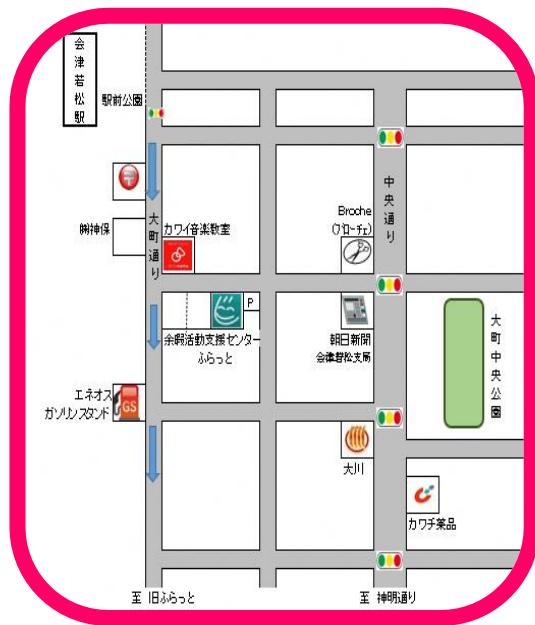 会津若松駅
駅前公園
中央通り
Broche
(ブローチェ)
大町通り
カワイ音楽教室
㈱神保
P
余暇活動支援センター
ふらっと
朝日新聞
会津若松支局
大町中央公園
エネオス
ガソリンスタンド
GS
大川
カワチ薬品
至 旧ふらっと
至 神明通り